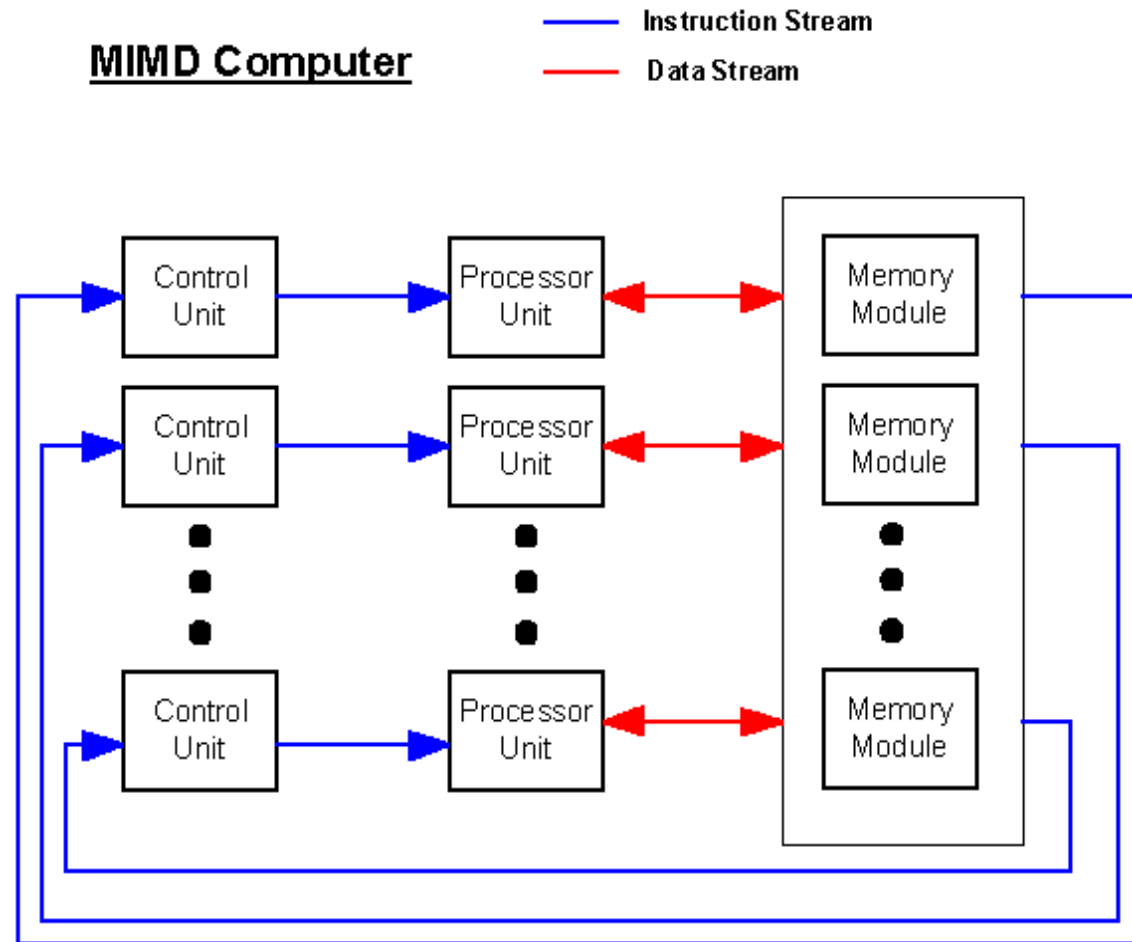 MIMD Computer
Instruction Stream
Data Stream
Control
Unit
Processor
Unit
Memory
Module
Control
Unit
Processor
Unit
Memory
Module
Control
Unit
Processor
Unit
Memory
Module